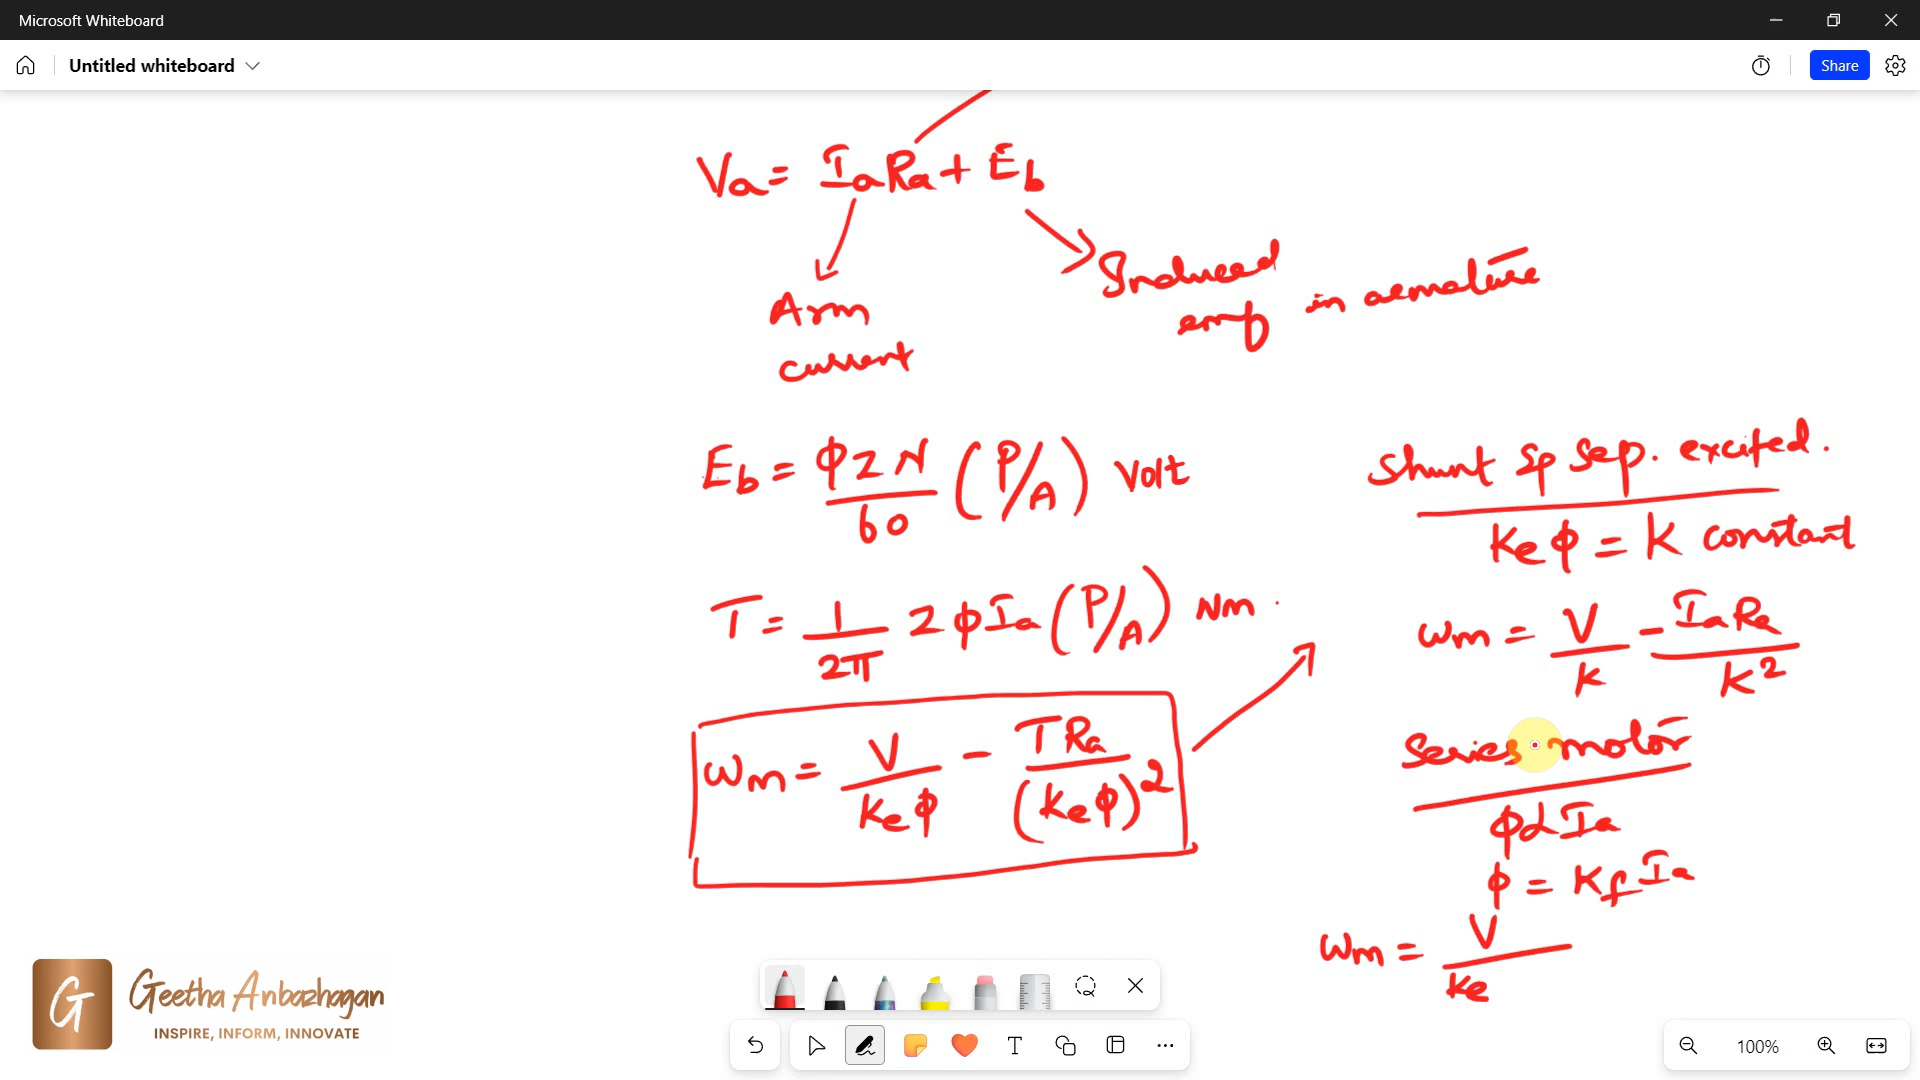 Microsoft Whiteboard
Untitled whiteboard
Share
Va = IaRa + Eb
Arm
current
Induced
emf in armature
Eb = ϕZN/60 (P/A) Volt
T = 1/2π Z ϕ Ia (P/A) Nm.
ωm = V/Keϕ - TRa/(Keϕ)²
Shunt & Sep. excited.
Keϕ = K constant
ωm = V/K - IaRa/K²
Series motor
ϕ α Ia
ϕ = Kf Ia
ωm = V/Ke
G Geetha Anbazhagan
INSPIRE, INFORM, INNOVATE
100%